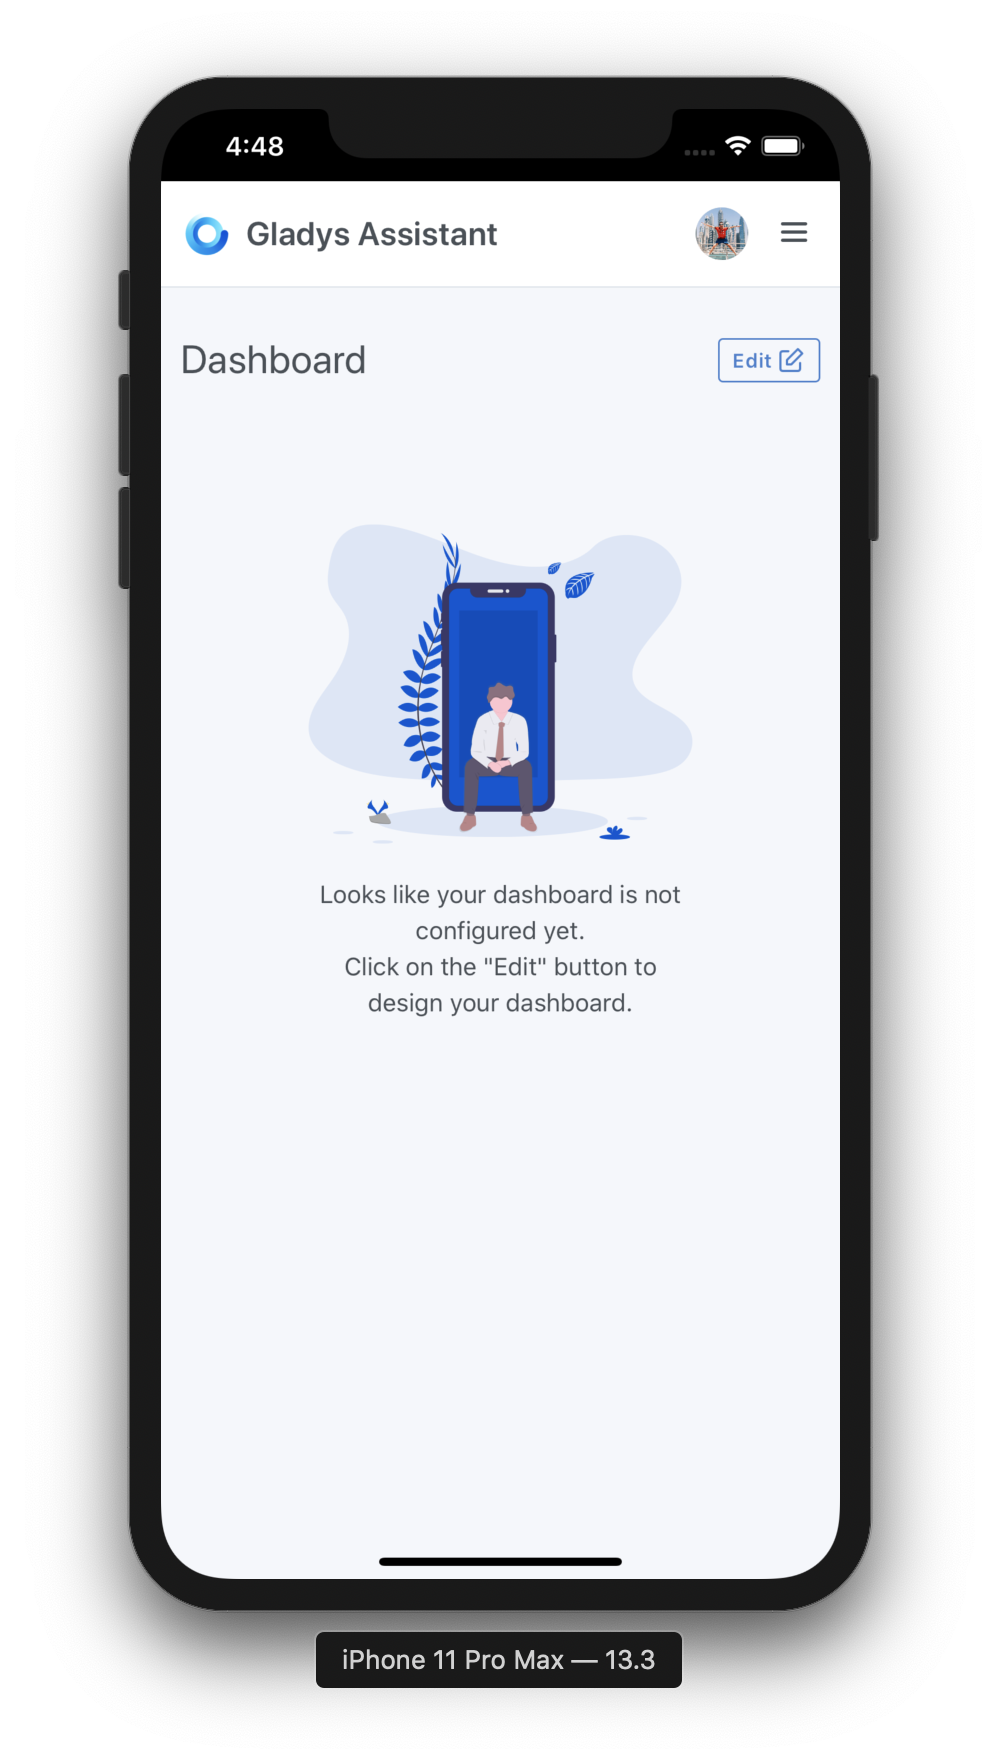 4:48
Gladys Assistant
Dashboard
Edit
Looks like your dashboard is not
configured yet.
Click on the "Edit" button to
design your dashboard.
iPhone 11 Pro Max — 13.3